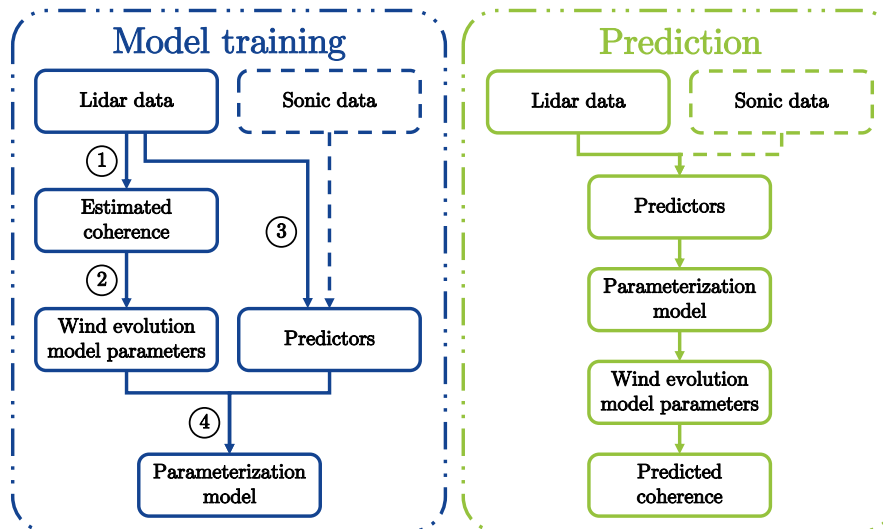 Model training
Lidar data
Sonic data
1
Estimated
coherence
3
2
Wind evolution
model parameters
Predictors
4
Parameterization
model
Prediction
Lidar data
Sonic data
Predictors
Parameterization
model
Wind evolution
model parameters
Predicted
coherence